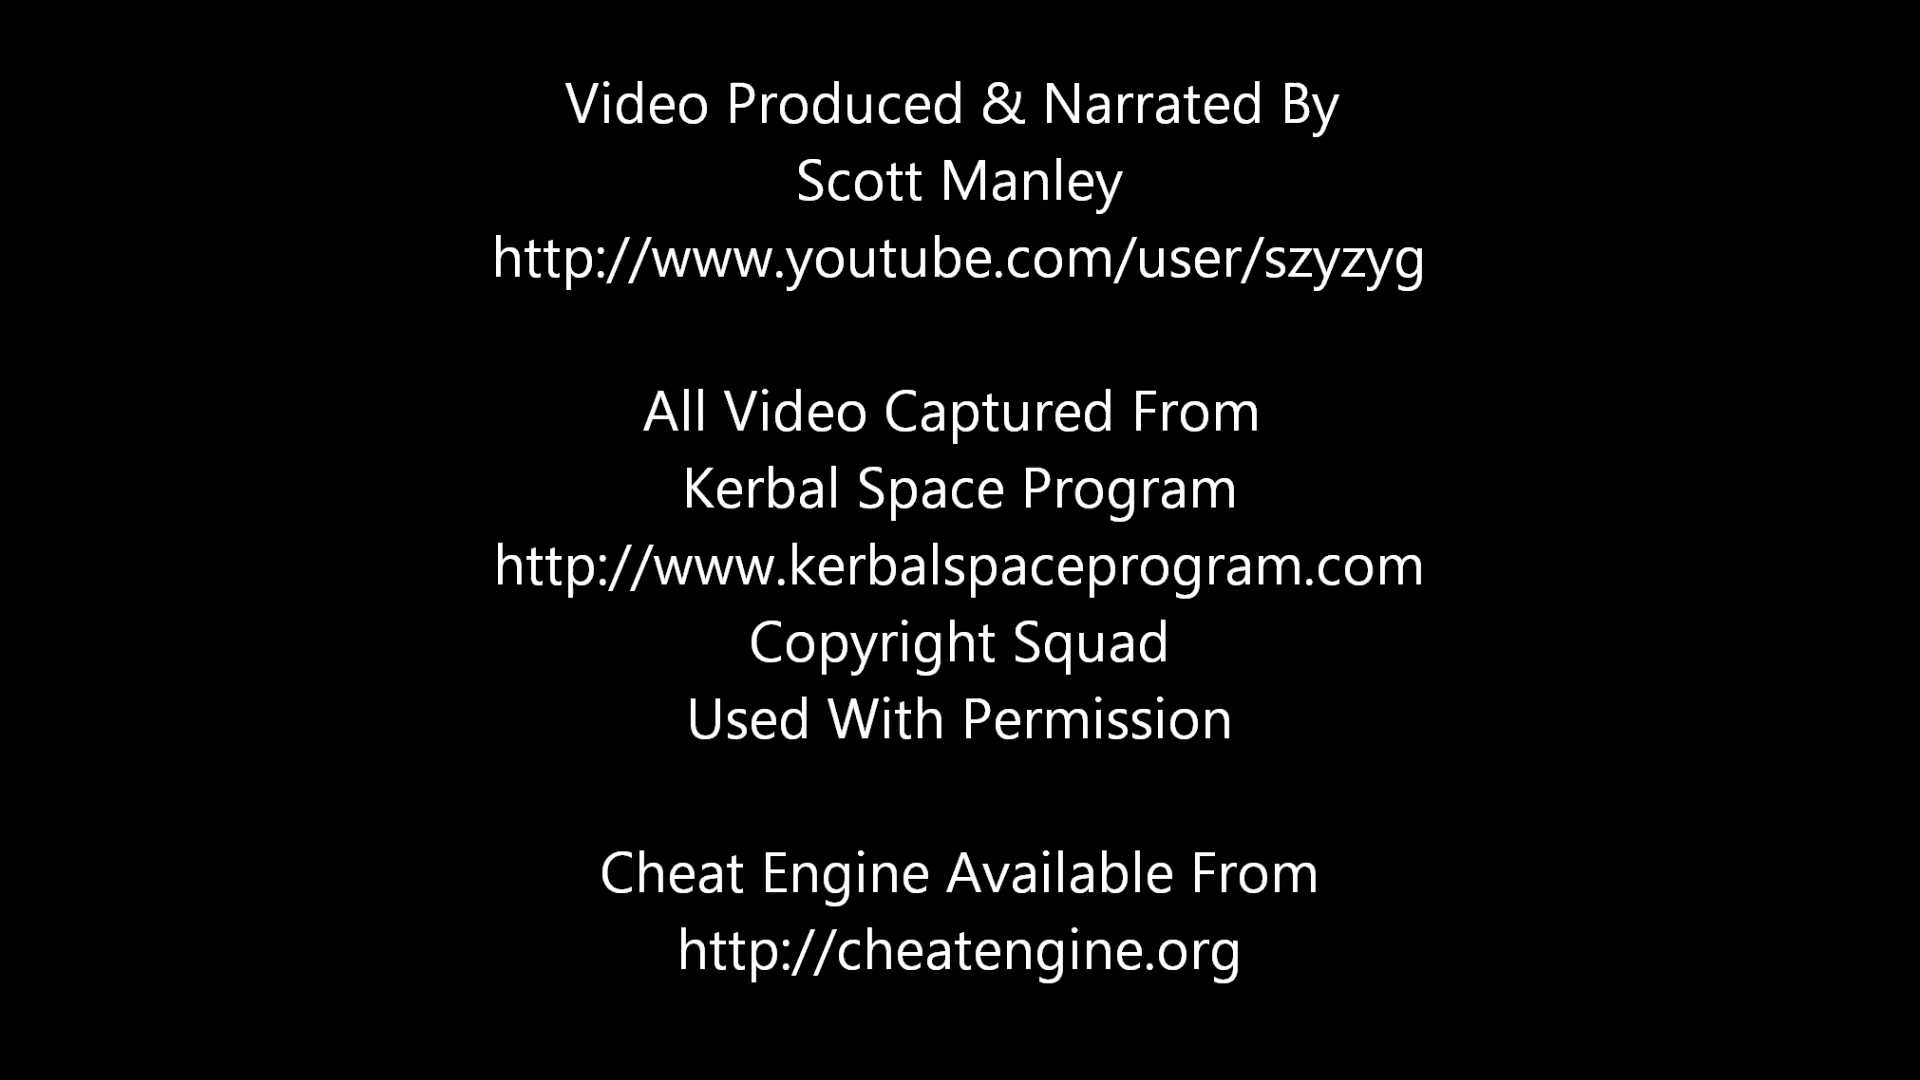 Video Produced & Narrated By
Scott Manley
http://www.youtube.com/user/szyzyg
All Video Captured From
Kerbal Space Program
http://www.kerbalspaceprogram.com
Copyright Squad
Used With Permission
Cheat Engine Available From
http://cheatengine.org